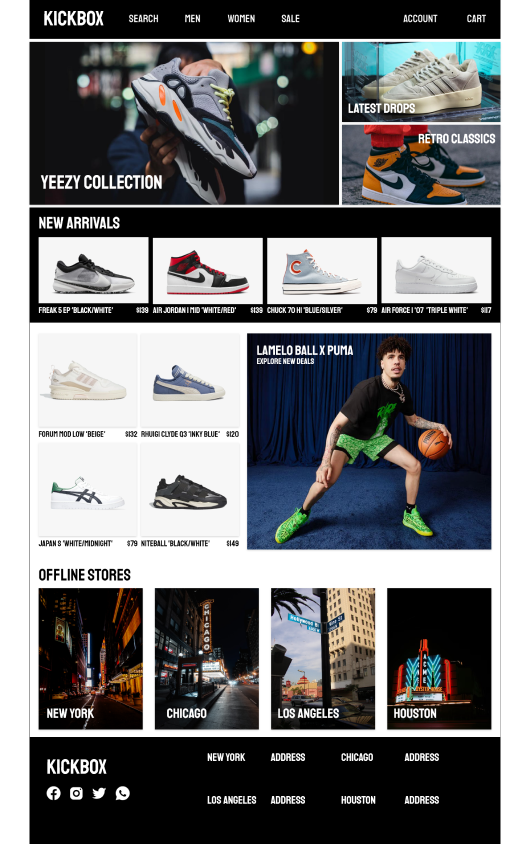 KICKBOX SEARCH MEN WOMEN SALE ACCOUNT CART
YEEZY COLLECTION
LATEST DROPS
RETRO CLASSICS
NEW ARRIVALS
FREAK 5 EP 'BLACK/WHITE' $139
AIR JORDAN 1 MID 'WHITE/RED' $139
CHUCK 70 HI 'BLUE/SILVER' $79
AIR FORCE 1 '07 'TRIPLE WHITE' $117
FORUM MOD LOW 'BEIGE' $132
RHUIGI CLYDE Q3 'INKY BLUE' $120
JAPAN S 'WHITE/MIDNIGHT' $79
NITEBALL 'BLACK/WHITE' $149
LAMELO BALL X PUMA
EXPLORE NEW DEALS
OFFLINE STORES
NEW YORK
CHICAGO
CHICAGO
LOS ANGELES
HOUSTON
KICKBOX
NEW YORK ADDRESS CHICAGO ADDRESS
LOS ANGELES ADDRESS HOUSTON ADDRESS